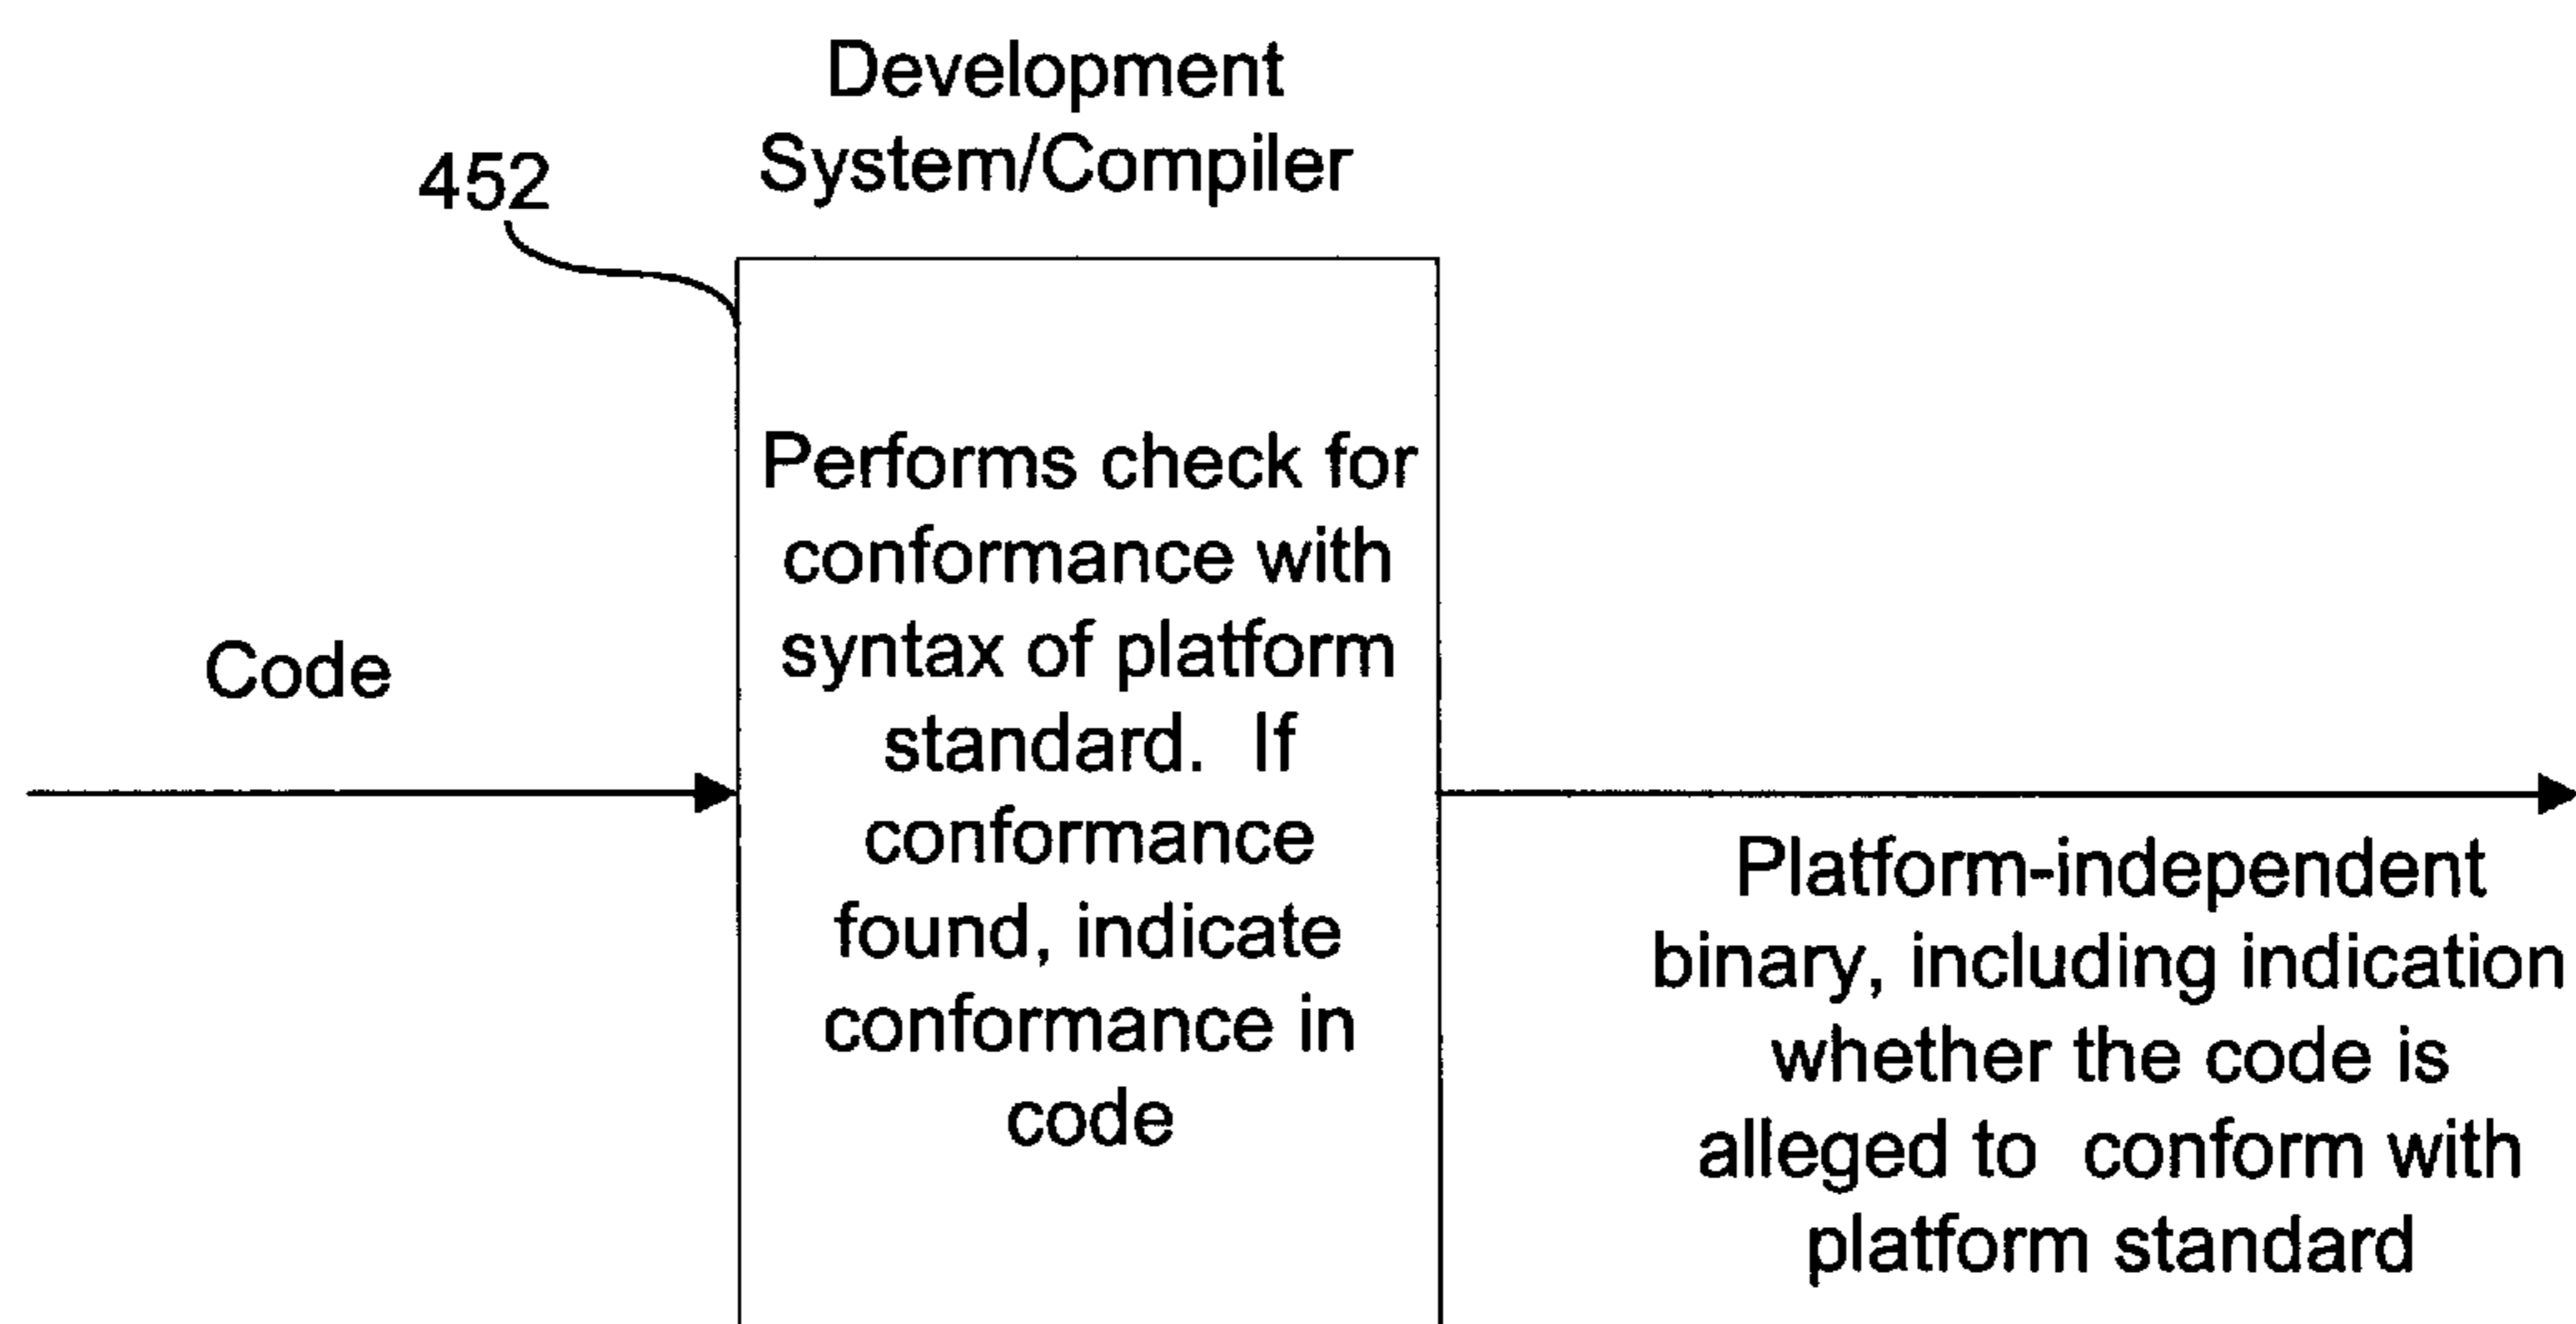 Development
System/Compiler
452
Performs check for
conformance with
syntax of platform
standard.  If
conformance
found, indicate
conformance in
code
Code
Platform-independent
binary, including indication
whether the code is
alleged to  conform with
platform standard